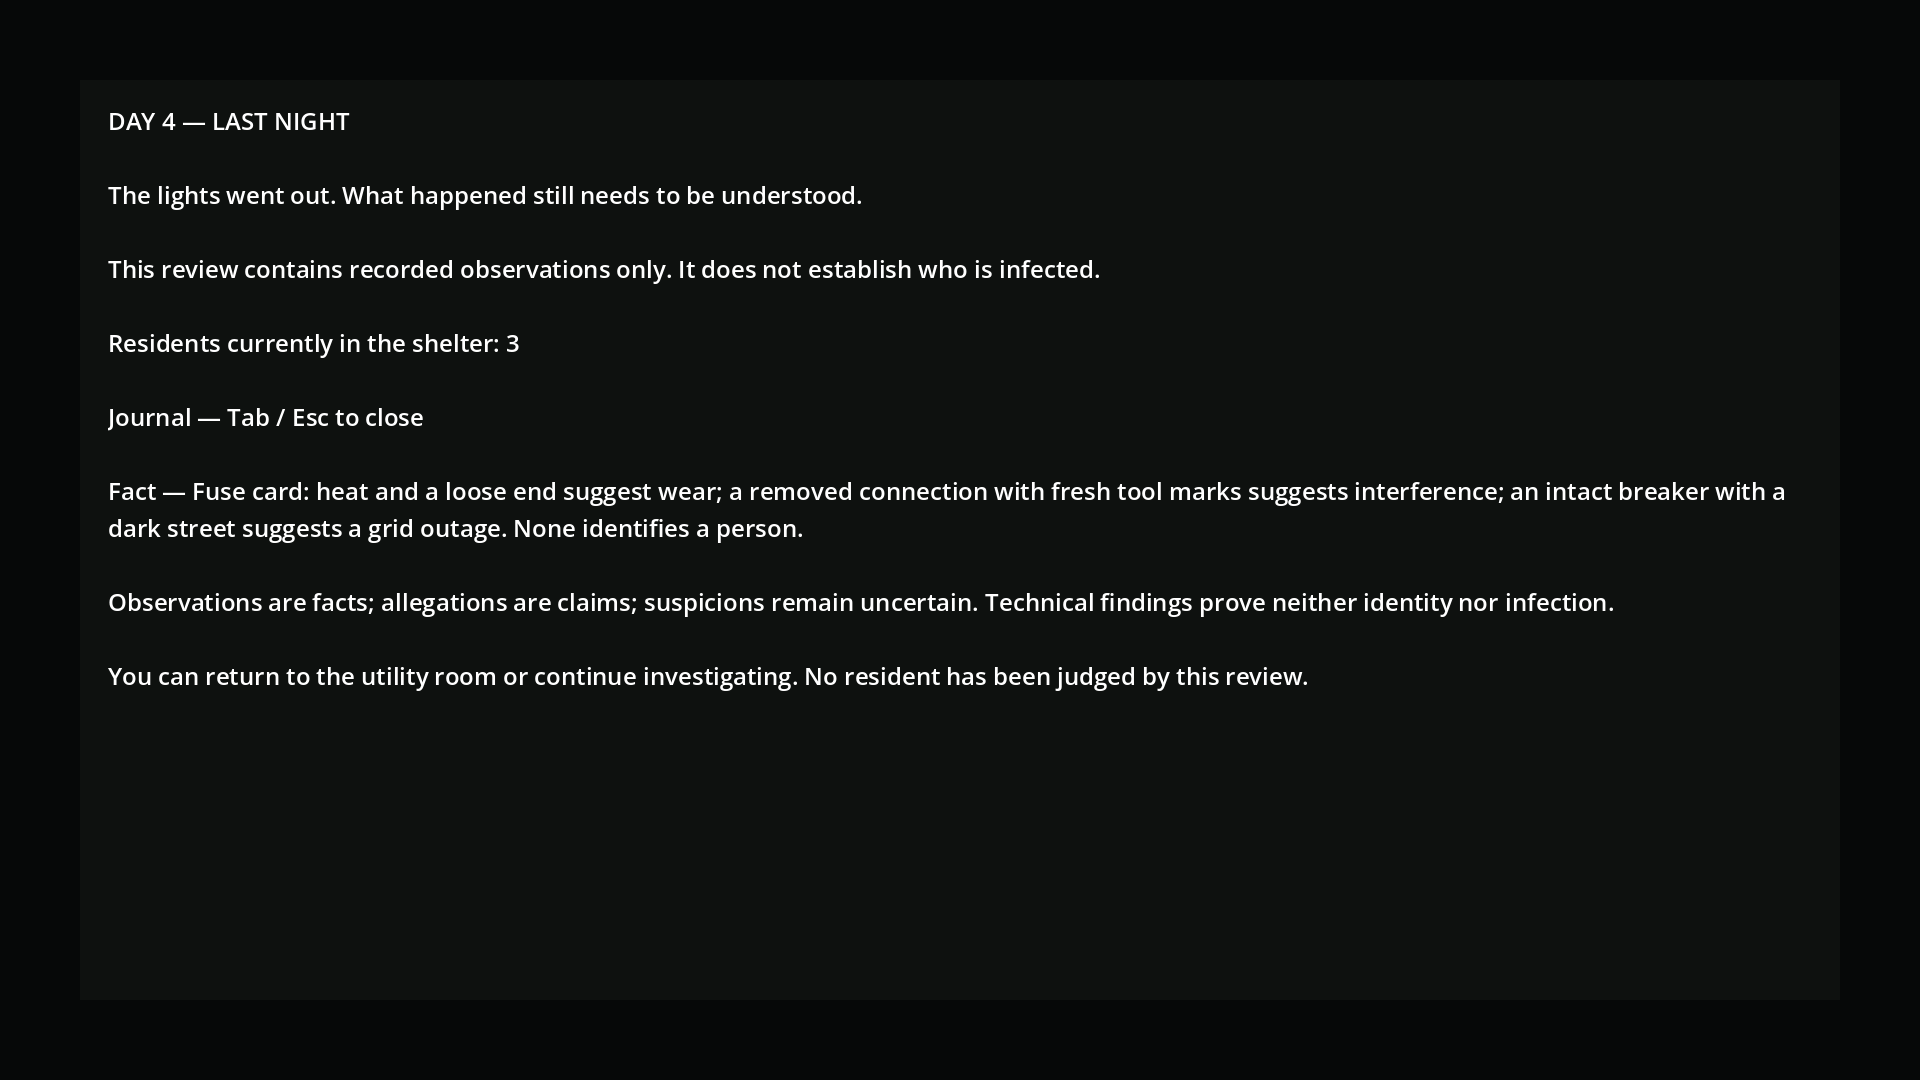 DAY 4 — LAST NIGHT
The lights went out. What happened still needs to be understood.
This review contains recorded observations only. It does not establish who is infected.
Residents currently in the shelter: 3
Journal — Tab / Esc to close
Fact — Fuse card: heat and a loose end suggest wear; a removed connection with fresh tool marks suggests interference; an intact breaker with a
dark street suggests a grid outage. None identifies a person.
Observations are facts; allegations are claims; suspicions remain uncertain. Technical findings prove neither identity nor infection.
You can return to the utility room or continue investigating. No resident has been judged by this review.